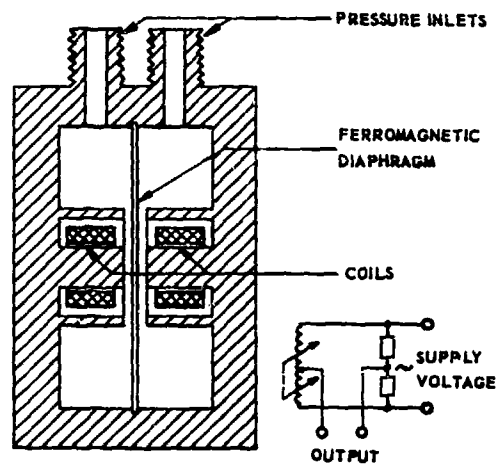 PRESSURE INLETS
FERROMAGNETIC
DIAPHRAGM
COILS
~ SUPPLY
VOLTAGE
OUTPUT